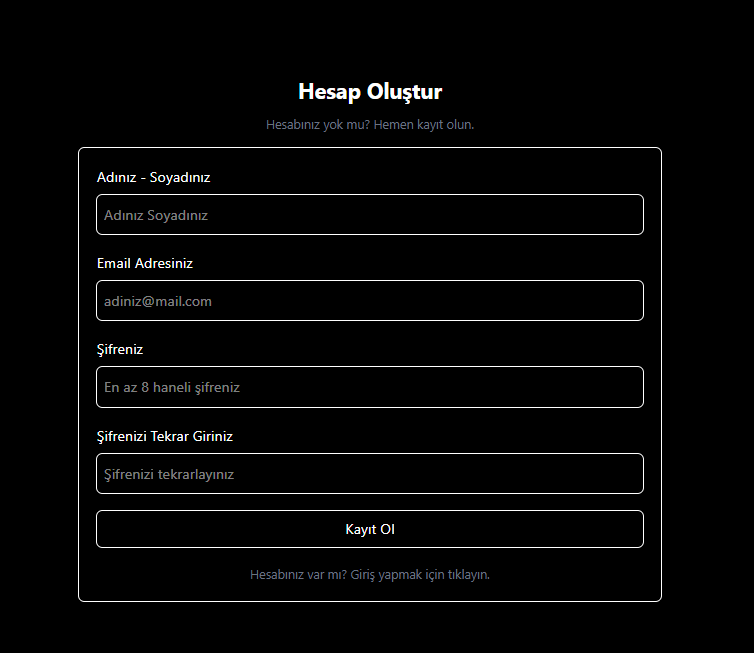 Hesap Oluştur
Hesabınız yok mu? Hemen kayıt olun.
Adınız - Soyadınız
Adınız Soyadınız
Email Adresiniz
adiniz@mail.com
Şifreniz
En az 8 haneli şifreniz
Şifrenizi Tekrar Giriniz
Şifrenizi tekrarlayınız
Kayıt Ol
Hesabınız var mı? Giriş yapmak için tıklayın.